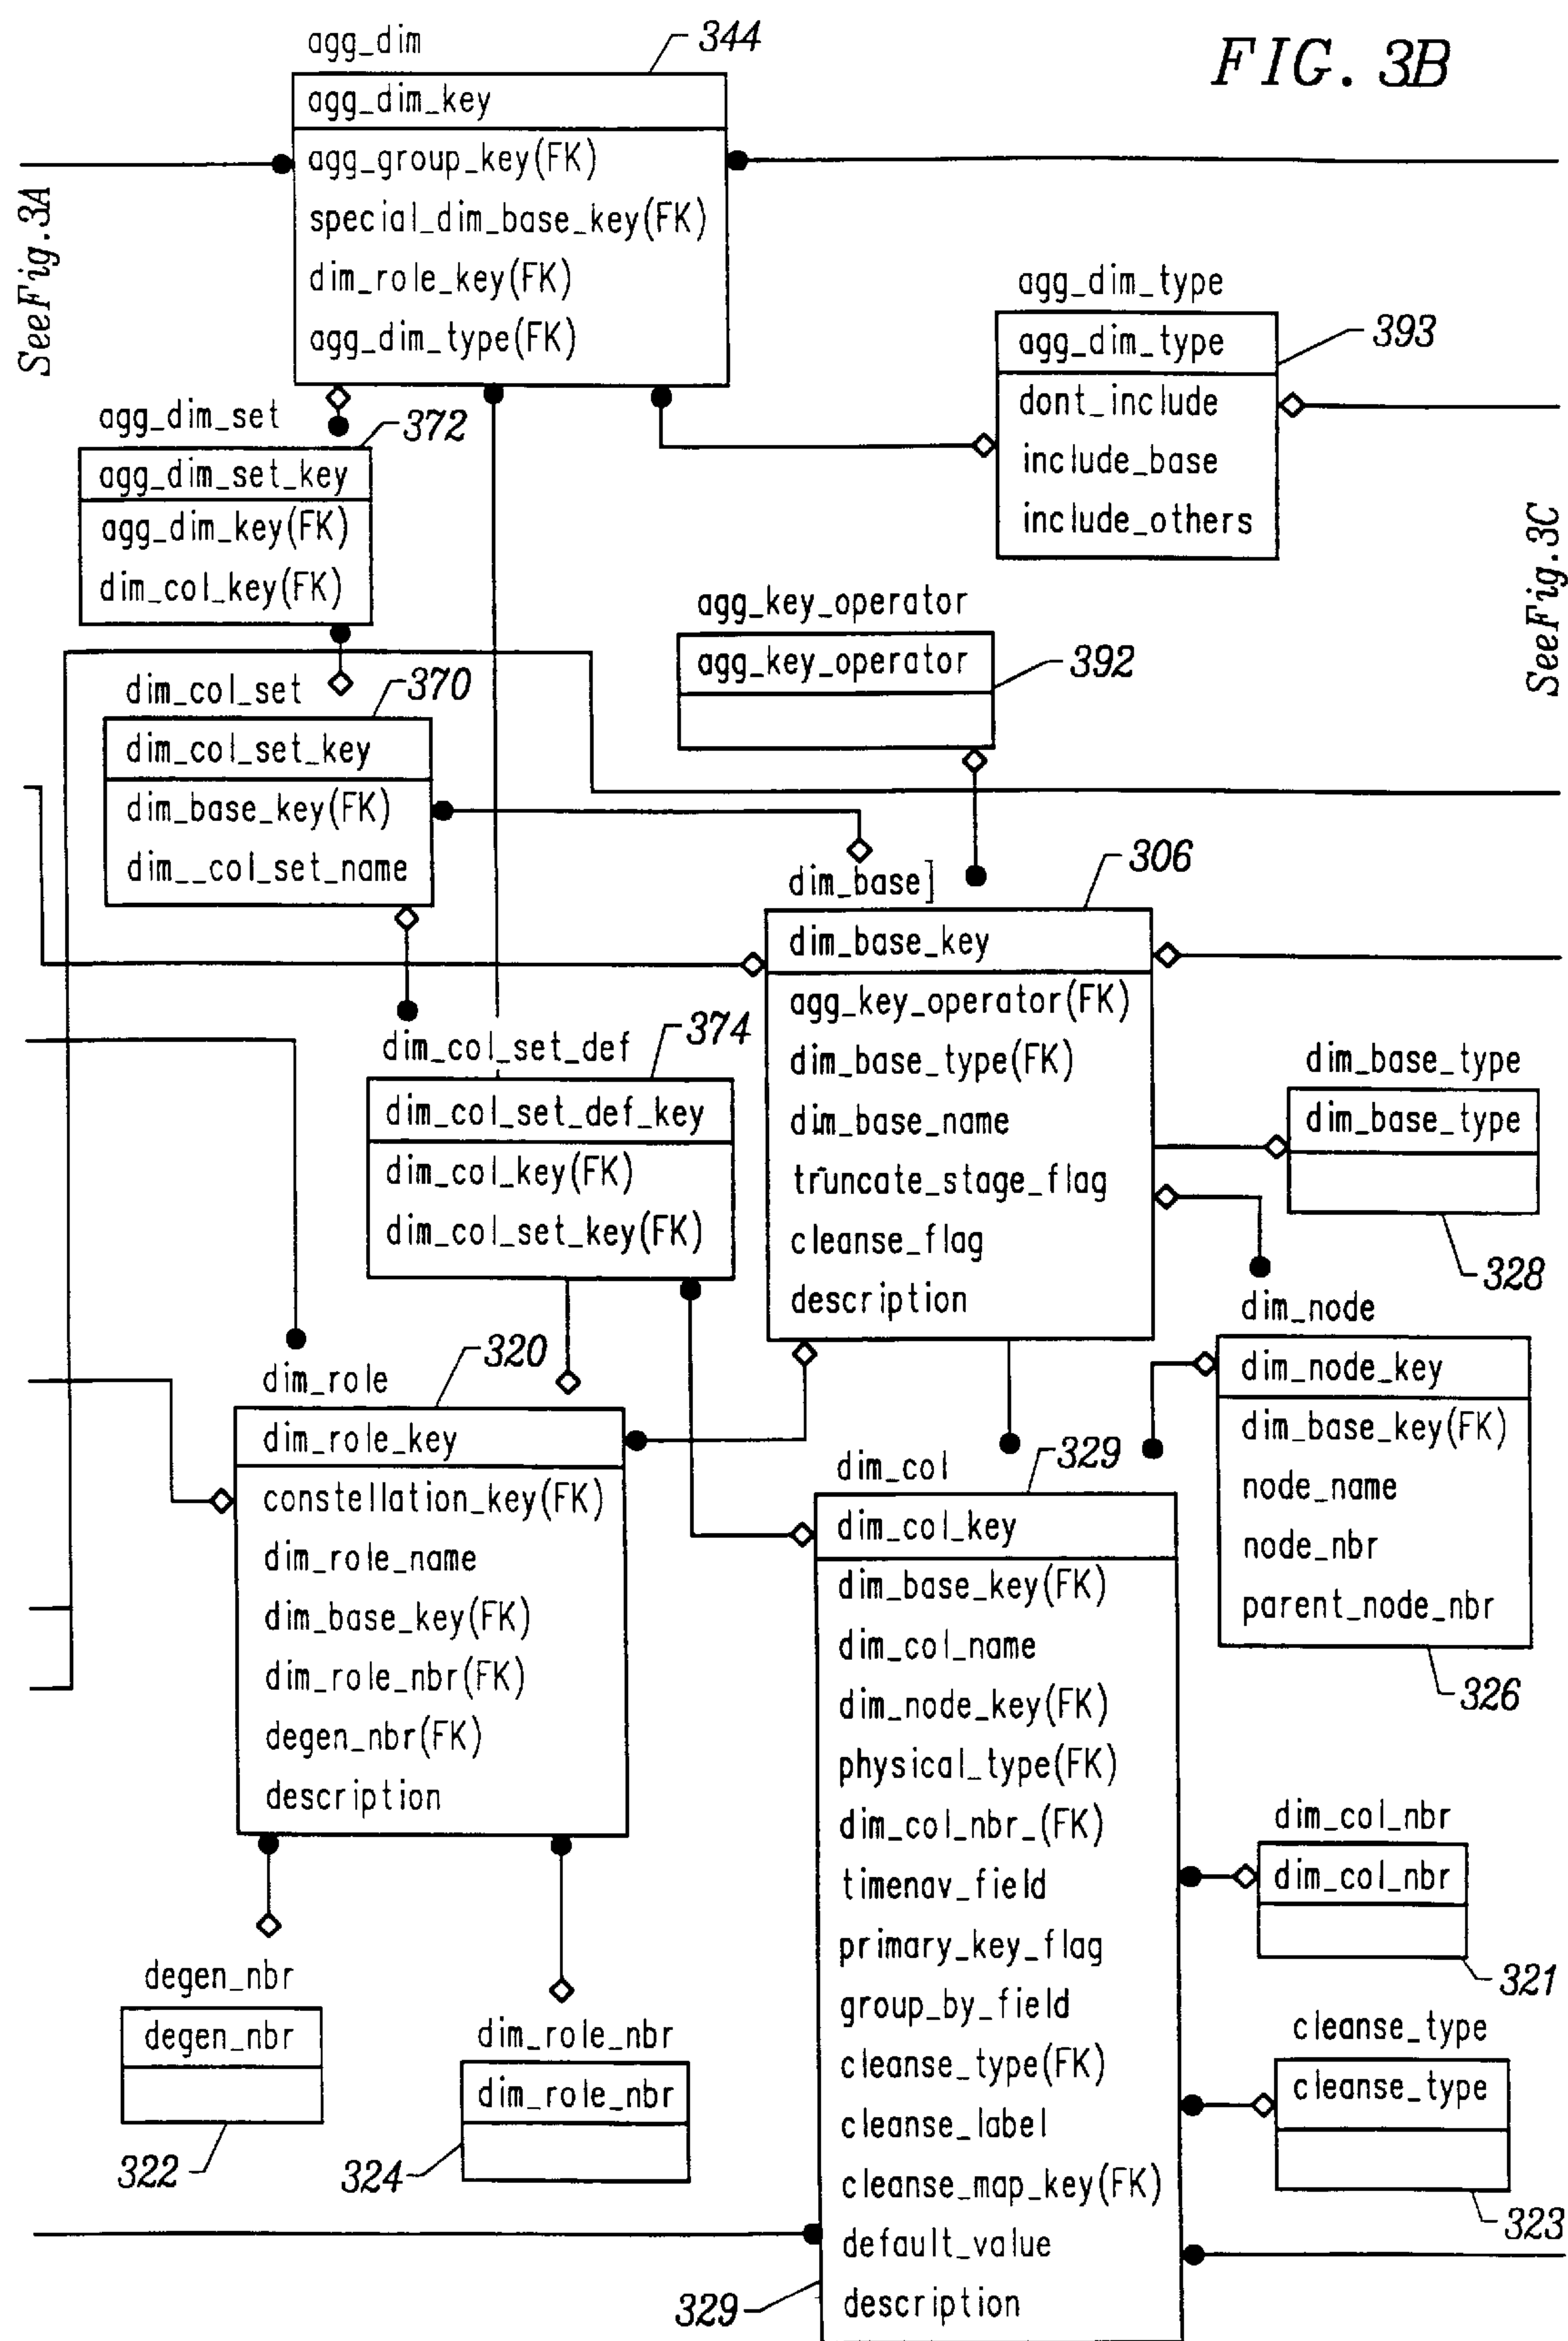 FIG. 3B
See Fig. 3A
See Fig. 3C
agg_dim
344
agg_dim_key
agg_group_key(FK)
special_dim_base_key(FK)
dim_role_key(FK)
agg_dim_type(FK)
agg_dim_type
393
agg_dim_type
dont_include
include_base
include_others
agg_dim_set
372
agg_dim_set_key
agg_dim_key(FK)
dim_col_key(FK)
agg_key_operator
392
agg_key_operator
dim_col_set
370
dim_col_set_key
dim_base_key(FK)
dim__col_set_name
dim_base]
306
dim_base_key
agg_key_operator(FK)
dim_base_type(FK)
dim_base_name
truncate_stage_flag
cleanse_flag
description
dim_col_set_def
374
dim_col_set_def_key
dim_col_key(FK)
dim_col_set_key(FK)
dim_base_type
dim_base_type
328
dim_node
dim_node_key
dim_base_key(FK)
node_name
node_nbr
parent_node_nbr
326
dim_role
320
dim_role_key
constellation_key(FK)
dim_role_name
dim_base_key(FK)
dim_role_nbr(FK)
degen_nbr(FK)
description
dim_col
329
dim_col_key
dim_base_key(FK)
dim_col_name
dim_node_key(FK)
physical_type(FK)
dim_col_nbr_(FK)
timenav_field
primary_key_flag
group_by_field
cleanse_type(FK)
cleanse_label
cleanse_map_key(FK)
default_value
description
329
dim_col_nbr
dim_col_nbr
321
cleanse_type
cleanse_type
323
degen_nbr
degen_nbr
322
dim_role_nbr
dim_role_nbr
324